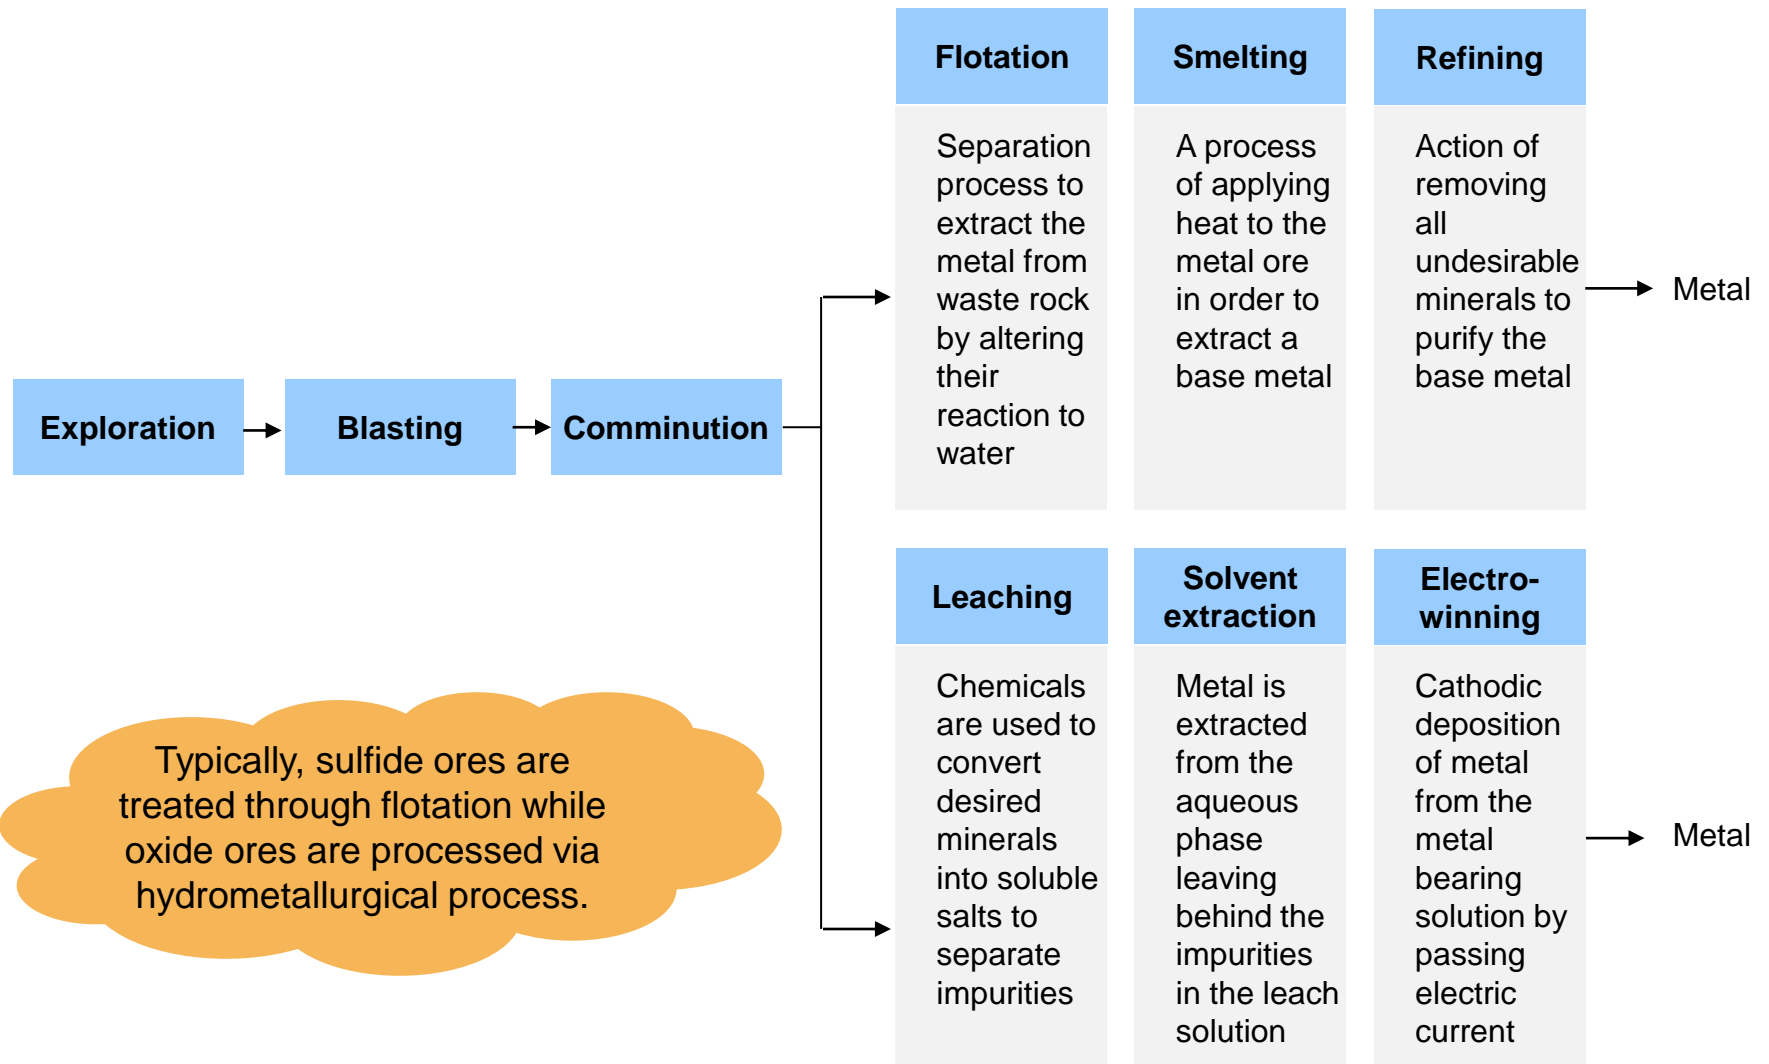 Exploration
Blasting
Comminution
Flotation
Separation
process to
extract the
metal from
waste rock
by altering
their
reaction to
water
Smelting
A process
of applying
heat to the
metal ore
in order to
extract a
base metal
Refining
Action of
removing
all
undesirable
minerals to
purify the
base metal
Metal
Leaching
Chemicals
are used to
convert
desired
minerals
into soluble
salts to
separate
impurities
Solvent
extraction
Metal is
extracted
from the
aqueous
phase
leaving
behind the
impurities
in the leach
solution
Electro-
winning
Cathodic
deposition
of metal
from the
metal
bearing
solution by
passing
electric
current
Metal
Typically, sulfide ores are
treated through flotation while
oxide ores are processed via
hydrometallurgical process.